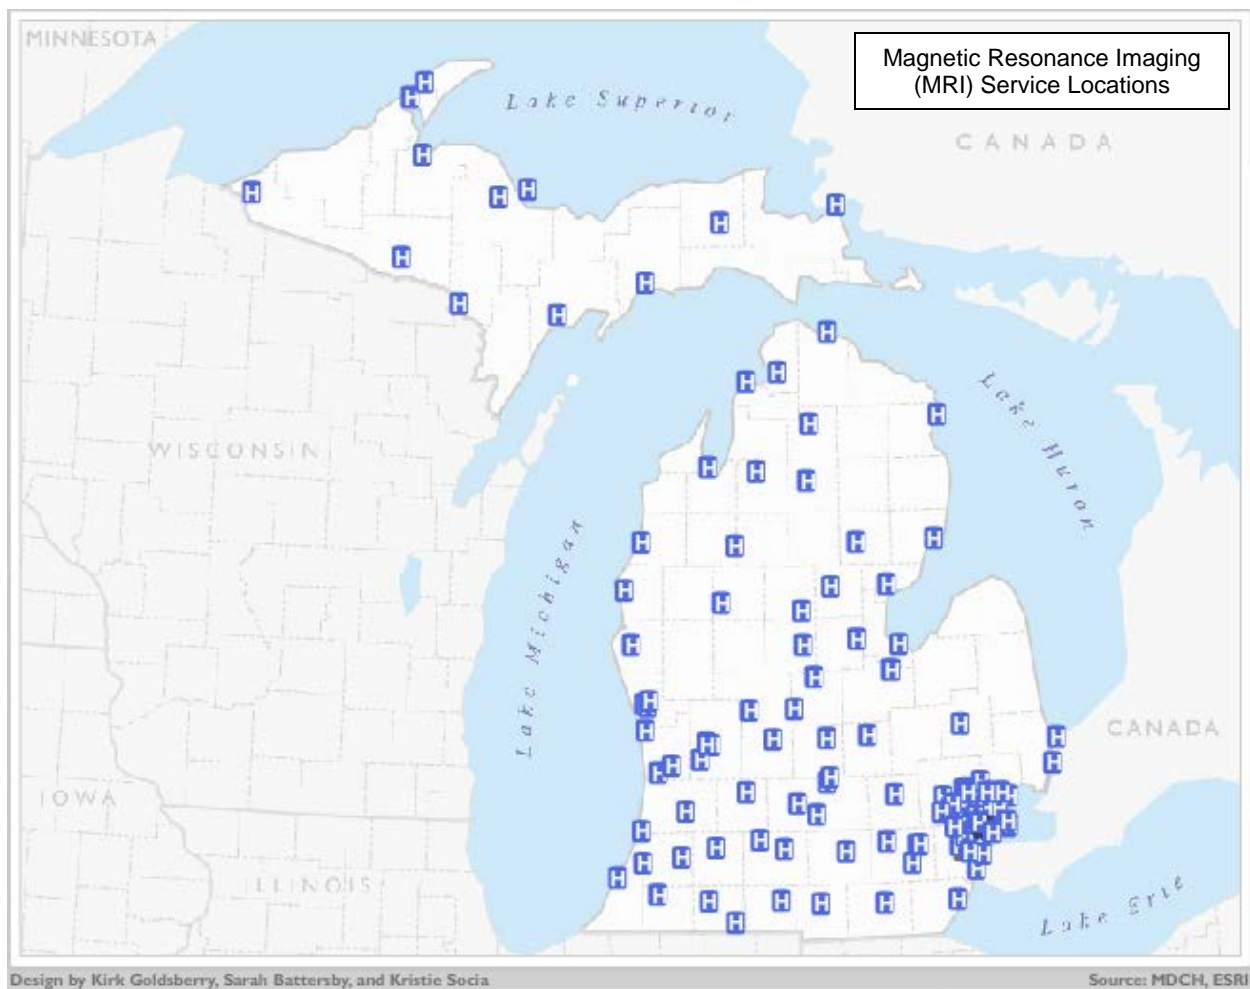 MINNESOTA
Magnetic Resonance Imaging
(MRI) Service Locations
Lake Superior
CANADA
Lake Huron
WISCONSIN
Lake Michigan
CANADA
IOWA
ILLINOIS
Lake Erie
Design by Kirk Goldsberry, Sarah Battersby, and Kristie Socia
Source: MDCH, ESRI